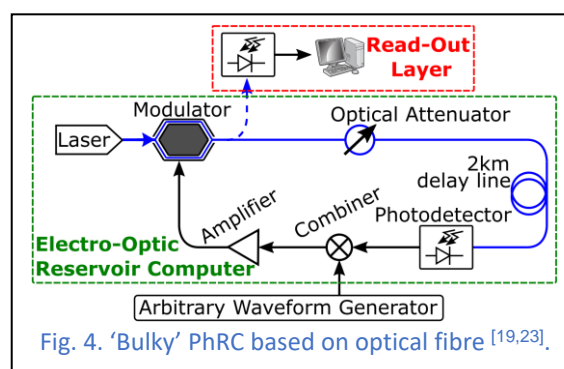 Read-Out
Layer
Modulator
Optical Attenuator
Laser
2km
delay line
Photodetector
Combiner
Amplifier
Electro-Optic
Reservoir Computer
Arbitrary Waveform Generator
Fig. 4. ‘Bulky’ PhRC based on optical fibre [19,23].